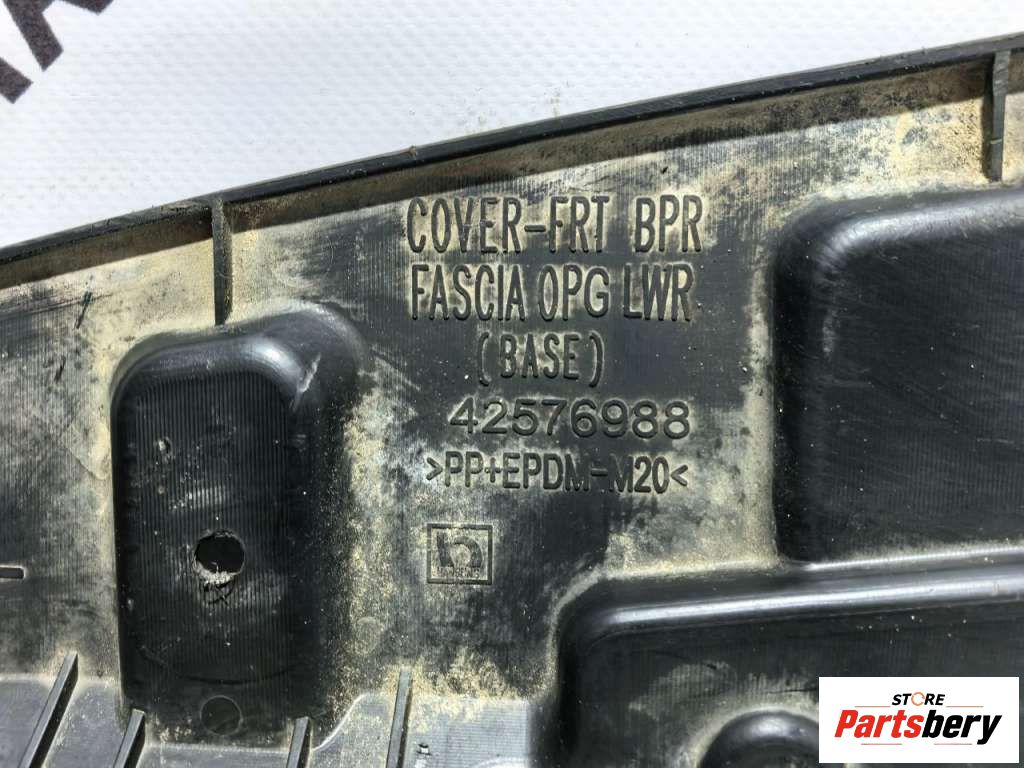 COVER-FRT BPR
FASCIA OPG LWR
(BASE)
42576988
>PP+EPDM-M20<
STORE
Partsbery